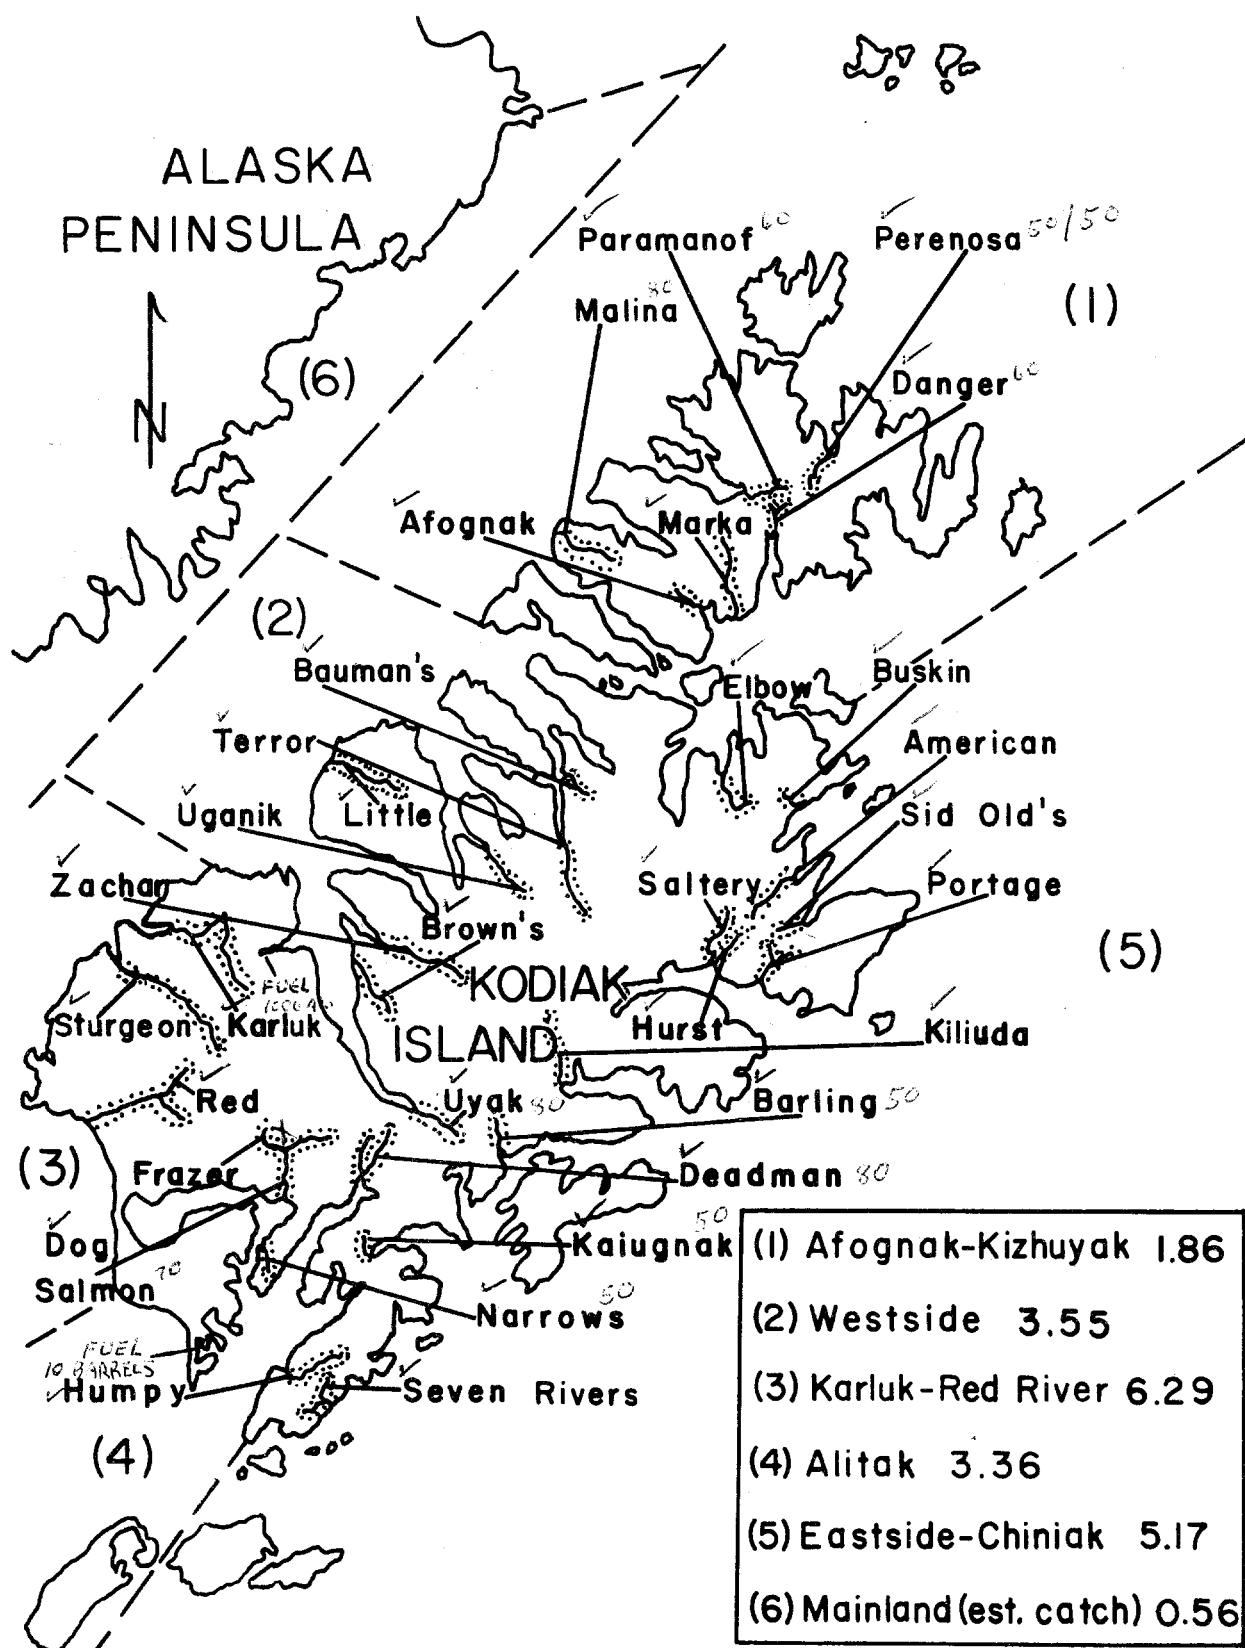 ALASKA
PENINSULA
N
Paramanof 60
Perenosa 50/50
Malina 80
(1)
(6)
Danger 60
Afognak
Marka
(2)
Bauman's
Elbow
Buskin
Terror
American
Uganik
Little
Sid Old's
Zachar
Saltery
Portage
Brown's
(5)
KODIAK
FUEL
Sturgeon
Karluk
ISLAND
Hurst
Kiliuda
Red
Uyak 80
Barling 50
(3)
Frazer
Deadman 80
Dog
Salmon 70
Kaiugnak 50
Narrows 50
FUEL
10 BARRELS
Humpy
Seven Rivers
(4)
(1) Afognak-Kizhuyak 1.86
(2) Westside 3.55
(3) Karluk-Red River 6.29
(4) Alitak 3.36
(5) Eastside-Chiniak 5.17
(6) Mainland (est. catch) 0.56